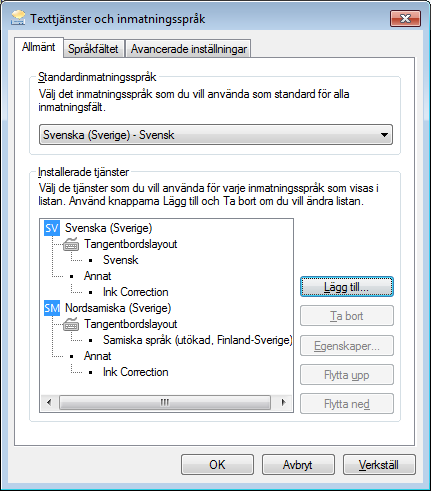 Texttjänster och inmatningsspråk
Allmänt
Språkfältet
Avancerade inställningar
Standardinmatningsspråk
Välj det inmatningsspråk som du vill använda som standard för alla
inmatningsfält.
Svenska (Sverige) - Svensk
Installerade tjänster
Välj de tjänster som du vill använda för varje inmatningsspråk som visas i
listan. Använd knapparna Lägg till och Ta bort om du vill ändra listan.
SV Svenska (Sverige)
Tangentbordslayout
Svensk
Annat
Ink Correction
SM Nordsamiska (Sverige)
Tangentbordslayout
Samiska språk (utökad, Finland-Sverige)
Annat
Ink Correction
Lägg till...
Ta bort
Egenskaper...
Flytta upp
Flytta ned
OK
Avbryt
Verkställ